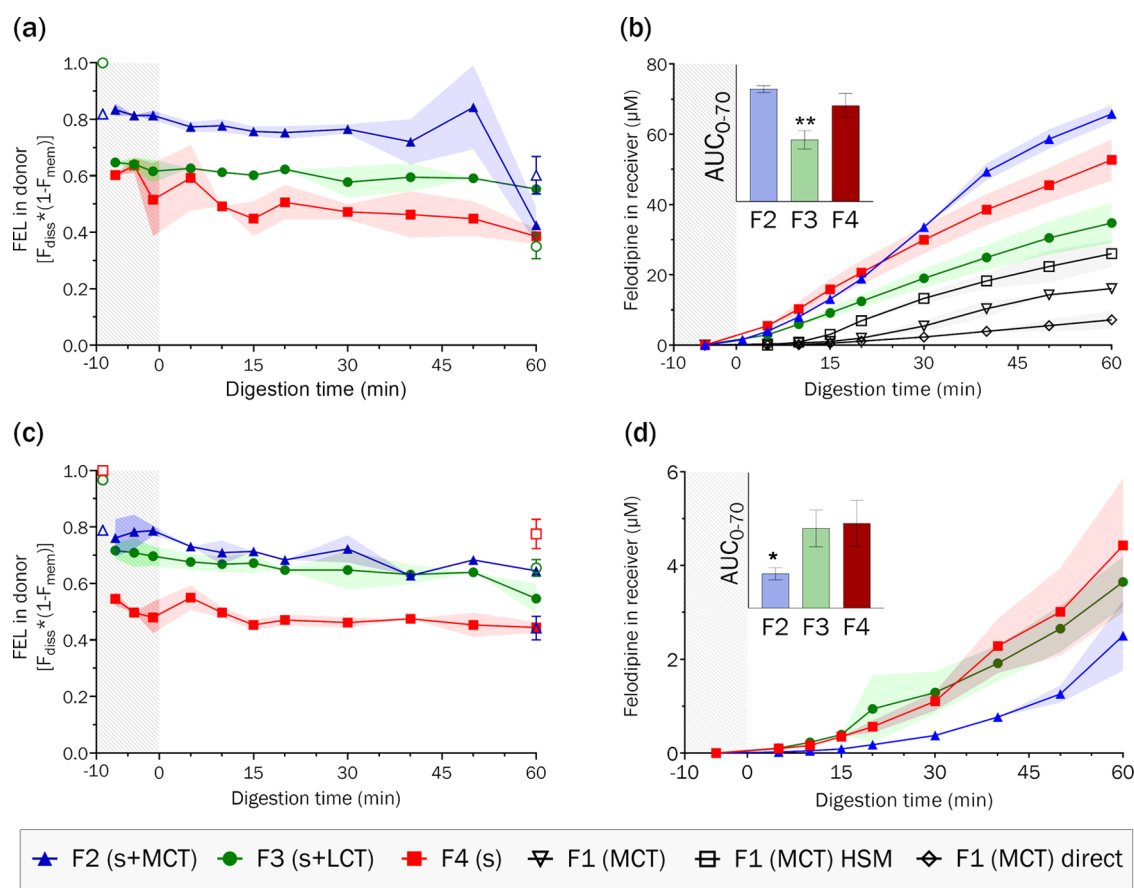 (a)
FEL in donor
[F_diss*(1-F_mem)]
1.0
0.8
0.6
0.4
0.2
0.0
-10 0 15 30 45 60
Digestion time (min)
(b)
Felodipine in receiver (μM)
80
60
40
20
0
-10 0 15 30 45 60
Digestion time (min)
AUC0-70
**
F2 F3 F4
(c)
FEL in donor
[F_diss*(1-F_mem)]
1.0
0.8
0.6
0.4
0.2
0.0
-10 0 15 30 45 60
Digestion time (min)
(d)
Felodipine in receiver (μM)
6
4
2
0
-10 0 15 30 45 60
Digestion time (min)
AUC0-70
*
F2 F3 F4
F2 (s+MCT) F3 (s+LCT) F4 (s) F1 (MCT) F1 (MCT) HSM F1 (MCT) direct